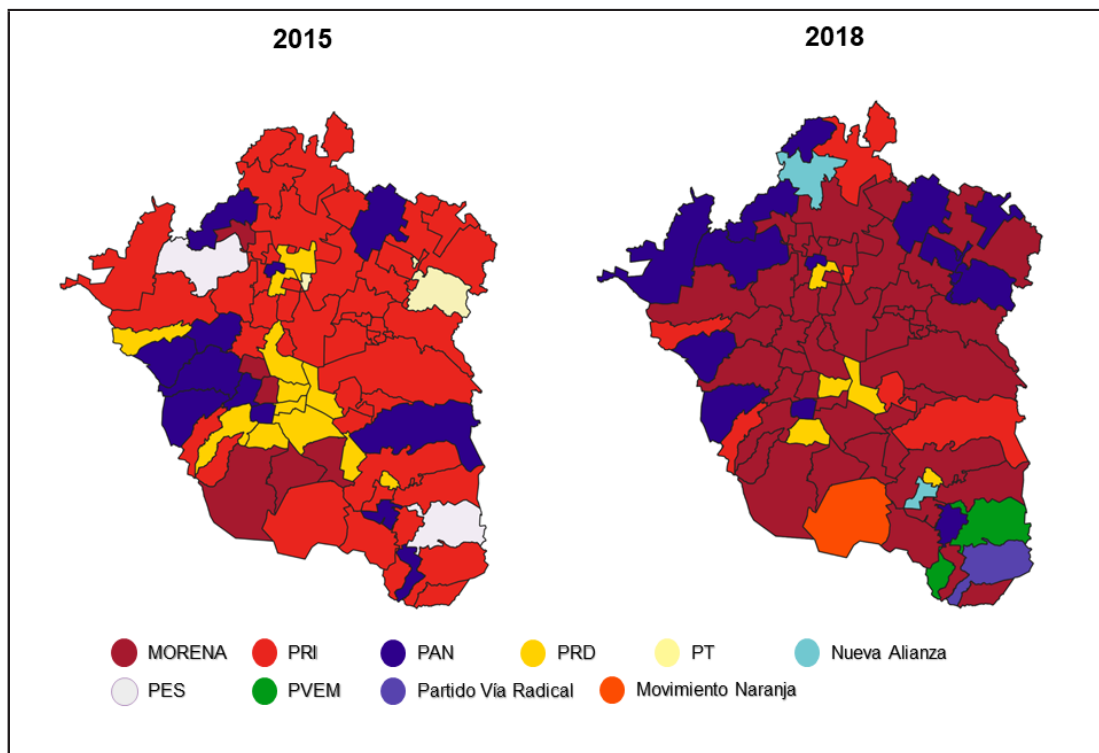 2015 2018
MORENA PRI PAN PRD PT Nueva Alianza
PES PVEM Partido Vía Radical Movimiento Naranja